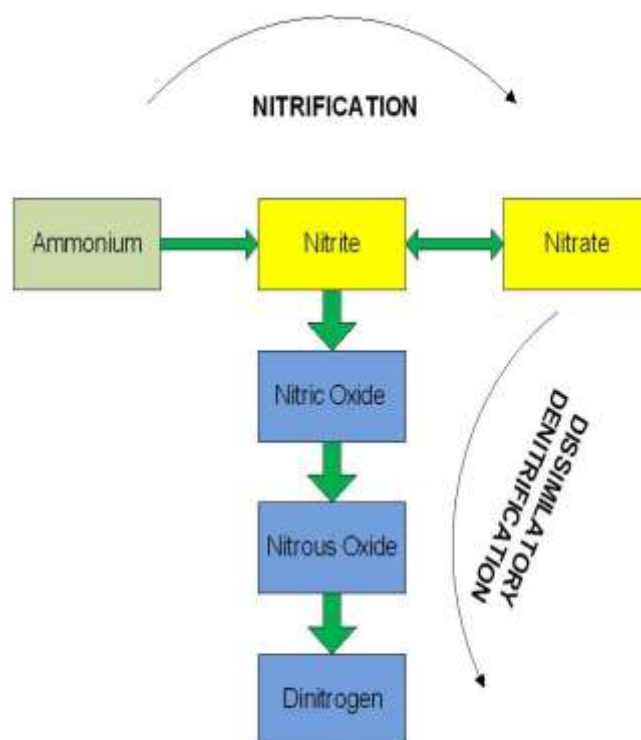 NITRIFICATION
Ammonium
Nitrite
Nitrate
Nitric Oxide
DISSIMILATORY
DENITRIFICATION
Nitrous Oxide
Dinitrogen